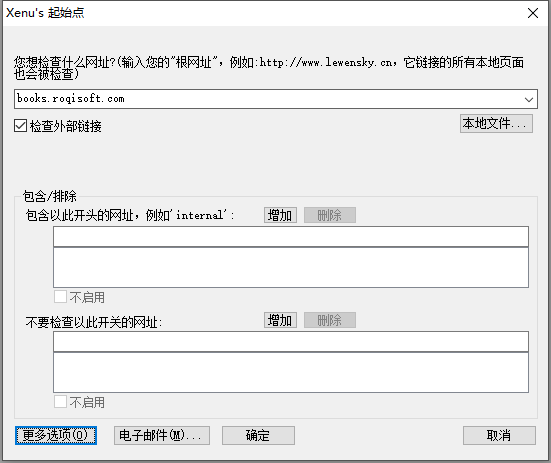 Xenu's 起始点
您想检查什么网址?(输入您的"根网址"，例如:http://www.lewensky.cn，它链接的所有本地页面
也会被检查)
books.roqisoft.com
检查外部链接
本地文件...
包含/排除
包含以此开头的网址，例如'internal':
增加
删除
不启用
不要检查以此开关的网址:
增加
删除
不启用
更多选项(O)
电子邮件(M)...
确定
取消